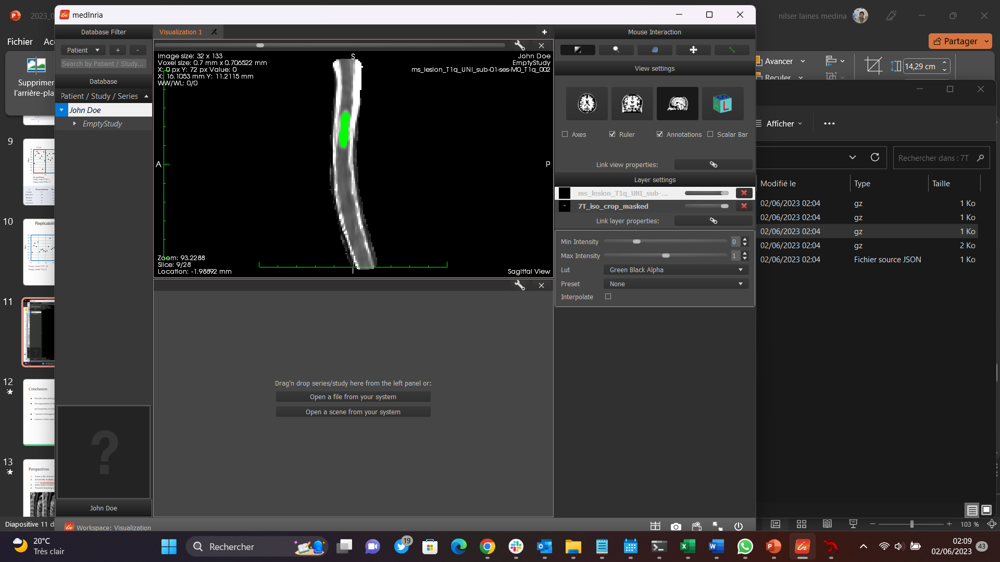 2023_0
medInria
nilser laines medina
Fichier
Acc
Partager
Supprimer
l'arrière-pla
Avancer
14,29 cm
Reculer
Database Filter
Patient
+
-
Search by Patient / Study...
Database
Patient / Study / Series
John Doe
EmptyStudy
John Doe
Visualization 1
+
Image size: 32 x 133
Voxel size: 0.7 mm x 0.706522 mm
X: 0 px Y: 72 px Value: 0
X: 16.1053 mm Y: 11.2115 mm
WW/WL: 0/0
S
John Doe
EmptyStudy
ms_lesion_T1q_UNI_sub-01-ses-M0_T1q_002
A
P
I
Zoom: 93.2288
Slice: 9/28
Location: -1.98892 mm
Sagittal View
Drag'n drop series/study here from the left panel or:
Open a file from your system
Open a scene from your system
Mouse Interaction
View settings
S
A
L
Axes
Ruler
Annotations
Scalar Bar
Link view properties:
Layer settings
ms_lesion_T1q_UNI_sub-...
7T_iso_crop_masked
Link layer properties:
Min Intensity
0
Max Intensity
1
Lut
Green Black Alpha
Preset
None
Interpolate
Workspace: Visualization
Afficher
Rechercher dans : 7T
Modifié le
Type
Taille
02/06/2023 02:04 gz 1 Ko
02/06/2023 02:04 gz 1 Ko
02/06/2023 02:04 gz 1 Ko
02/06/2023 02:04 gz 2 Ko
02/06/2023 02:04 Fichier source JSON 1 Ko
9
10
Replicabili
11
12
Conclusion
13
Perspectives
Diapositive 11 d
103 %
20°C
Très clair
Rechercher
19
02:09
02/06/2023
43